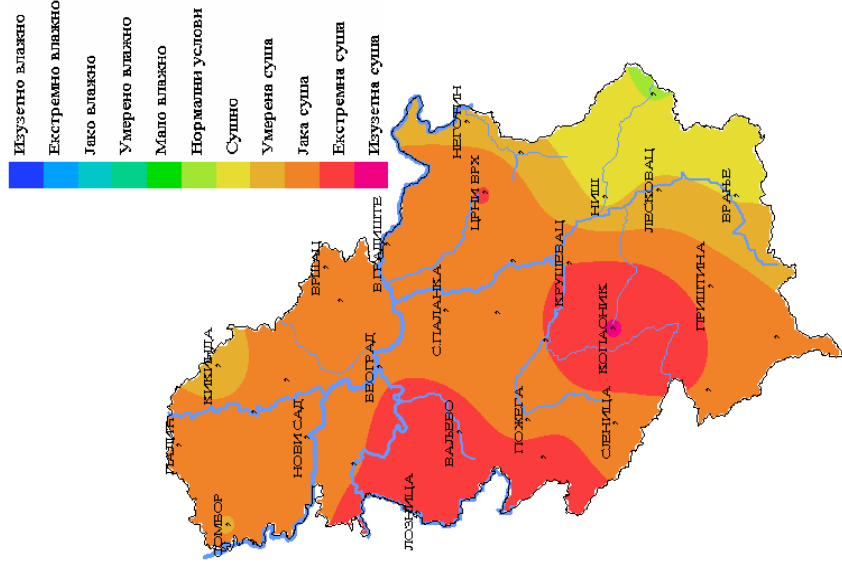 Изузетно влажно
Екстремно влажно
Јако влажно
Умерено влажно
Мало влажно
Нормални услови
Сушно
Умерена суша
Јака суша
Екстремна суша
Изузетна суша
ПАЛИЋ
СОМБОР
КИКИНДА
НОВИ САД
ВРШАЦ
БЕОГРАД
В.ГРАДИШТЕ
НЕГОТИН
ЛОЗНИЦА
ВАЉЕВО
С.ПАЛАНКА
ЦРНИ ВРХ
ПОЖЕГА
КРУШЕВАЦ
НИШ
СЈЕНИЦА
КОПАОНИК
ЛЕСКОВАЦ
ПРИШТИНА
ВРАЊЕ